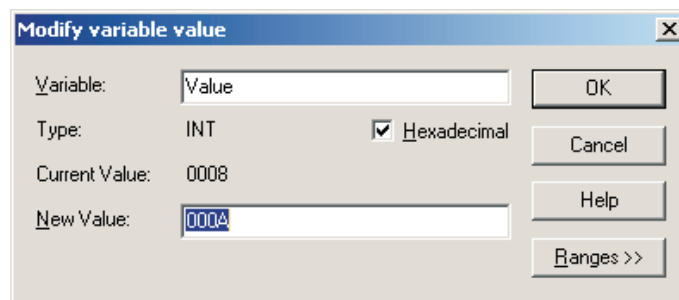 Modify variable value
Variable: Value
OK
Type: INT Hexadecimal
Cancel
Current Value: 0008
Help
New Value: 000A
Ranges >>